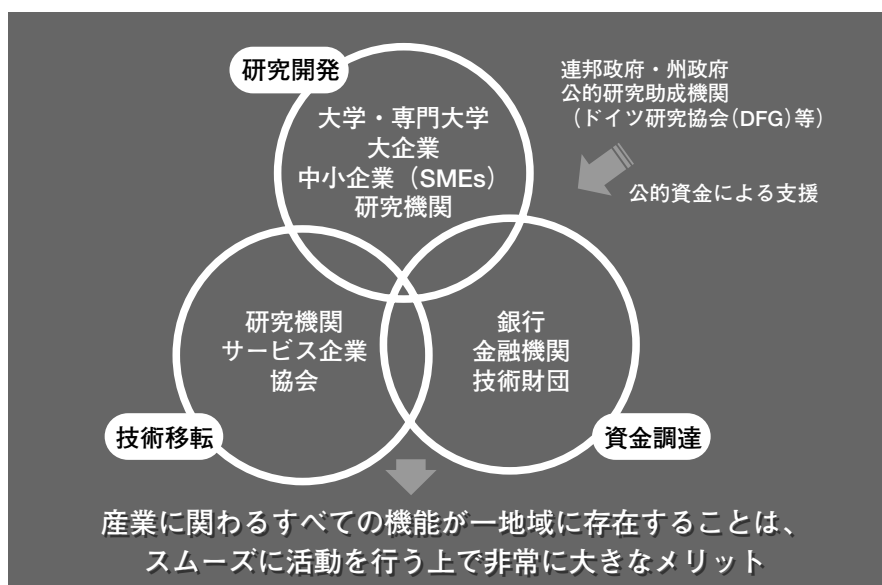 研究開発
大学・専門大学
大企業
中小企業（SMEs）
研究機関
連邦政府・州政府
公的研究助成機関
（ドイツ研究協会（DFG）等）
公的資金による支援
研究機関
サービス企業
協会
技術移転
銀行
金融機関
技術財団
資金調達
産業に関わるすべての機能が一地域に存在することは、
スムーズに活動を行う上で非常に大きなメリット